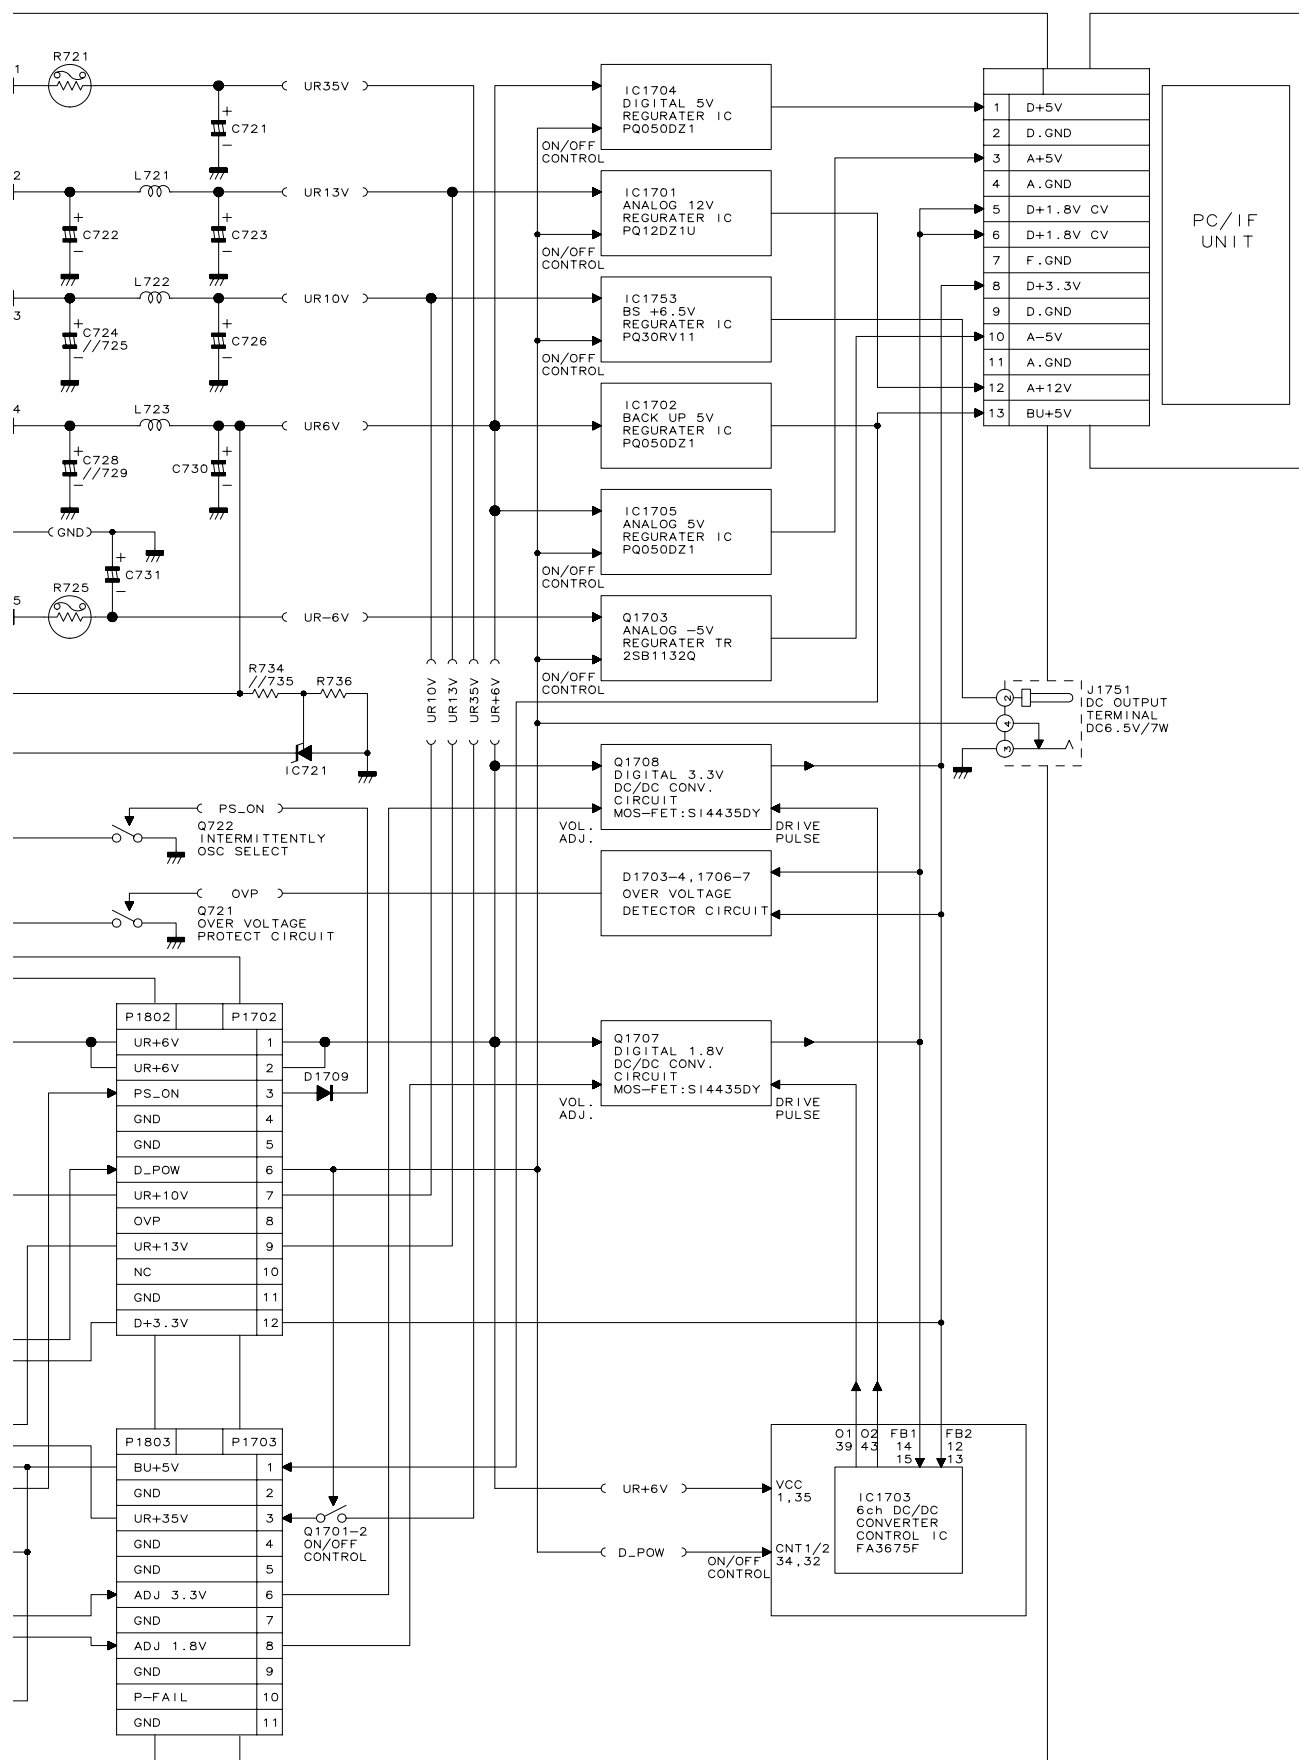 R721
1
UR35V
+
C721
−
2
L721
UR13V
+
C722
−
+
C723
−
3
L722
UR10V
+
C724
//725
−
+
C726
−
4
L723
UR6V
+
C728
//729
−
C730
+
−
GND
+
C731
−
5
R725
UR-6V
R734
//735
R736
IC721
UR10V
UR13V
UR35V
UR+6V
PS_ON
Q722
INTERMITTENTLY
OSC SELECT
OVP
Q721
OVER VOLTAGE
PROTECT CIRCUIT
IC1704
DIGITAL 5V
REGURATER IC
PQ050DZ1
ON/OFF
CONTROL
IC1701
ANALOG 12V
REGURATER IC
PQ12DZ1U
ON/OFF
CONTROL
IC1753
BS +6.5V
REGURATER IC
PQ30RV11
ON/OFF
CONTROL
IC1702
BACK UP 5V
REGURATER IC
PQ050DZ1
IC1705
ANALOG 5V
REGURATER IC
PQ050DZ1
ON/OFF
CONTROL
Q1703
ANALOG −5V
REGURATER TR
2SB1132Q
ON/OFF
CONTROL
1 D+5V
2 D.GND
3 A+5V
4 A.GND
5 D+1.8V CV
6 D+1.8V CV
7 F.GND
8 D+3.3V
9 D.GND
10 A−5V
11 A.GND
12 A+12V
13 BU+5V
PC/IF
UNIT
2
4
3
J1751
DC OUTPUT
TERMINAL
DC6.5V/7W
Q1708
DIGITAL 3.3V
DC/DC CONV.
CIRCUIT
MOS−FET:SI4435DY
VOL.
ADJ.
DRIVE
PULSE
D1703-4,1706-7
OVER VOLTAGE
DETECTOR CIRCUIT
Q1707
DIGITAL 1.8V
DC/DC CONV.
CIRCUIT
MOS−FET:SI4435DY
VOL.
ADJ.
DRIVE
PULSE
P1802 P1702
UR+6V 1
UR+6V 2
PS_ON 3
GND 4
GND 5
D_POW 6
UR+10V 7
OVP 8
UR+13V 9
NC 10
GND 11
D+3.3V 12
D1709
P1803 P1703
BU+5V 1
GND 2
UR+35V 3
GND 4
GND 5
ADJ 3.3V 6
GND 7
ADJ 1.8V 8
GND 9
P−FAIL 10
GND 11
Q1701-2
ON/OFF
CONTROL
UR+6V
D_POW
ON/OFF
CONTROL
VCC
1,35
CNT1/2
34,32
O1 O2 FB1 FB2
39 43 14 12
15 13
IC1703
6ch DC/DC
CONVERTER
CONTROL IC
FA3675F